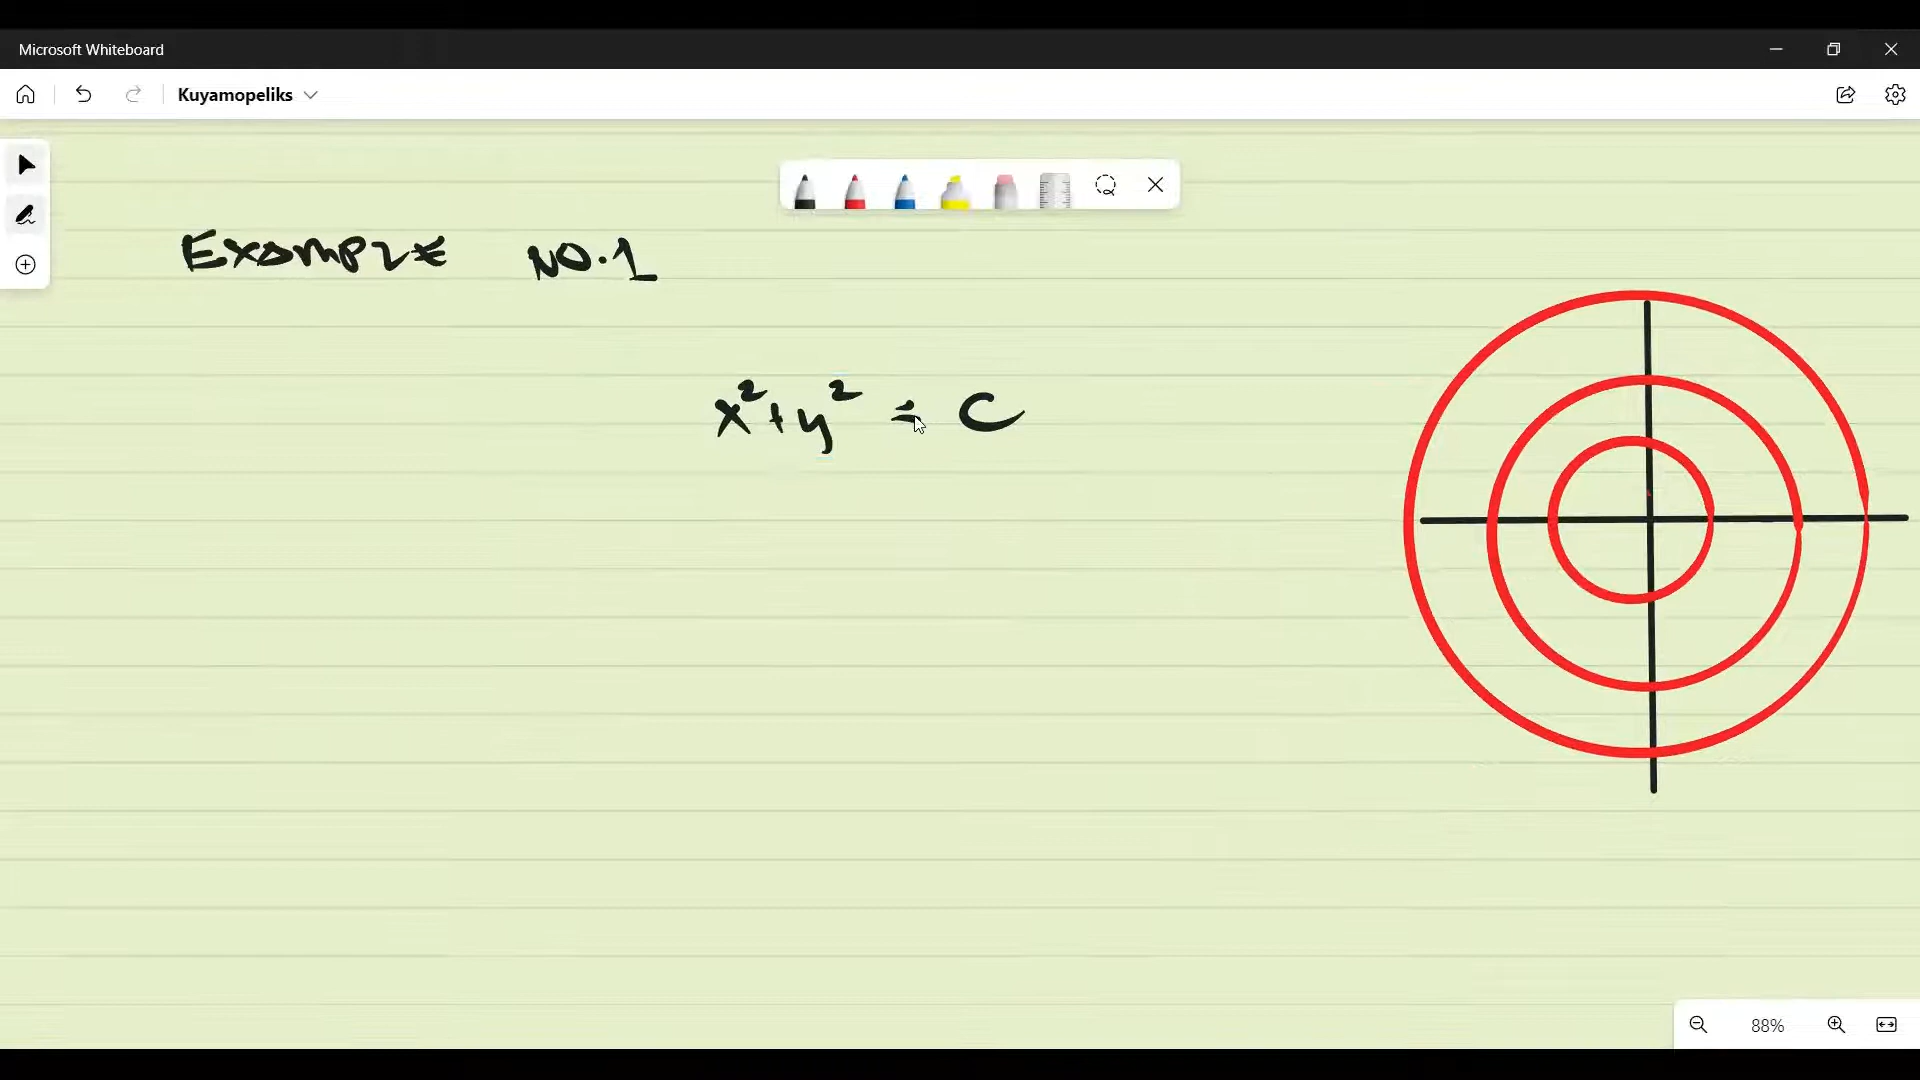 Microsoft Whiteboard
Kuyamopeliks
EXAMPLE NO.1
x²+y² = C
88%